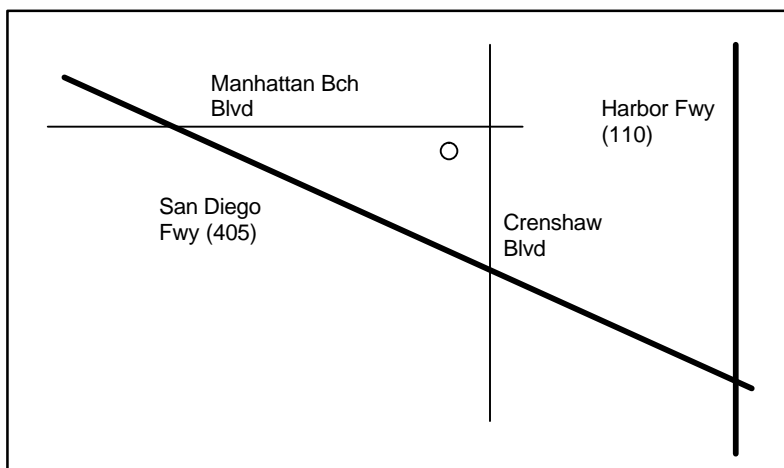 Manhattan Bch
Blvd
Harbor Fwy
(110)
San Diego
Fwy (405)
Crenshaw
Blvd